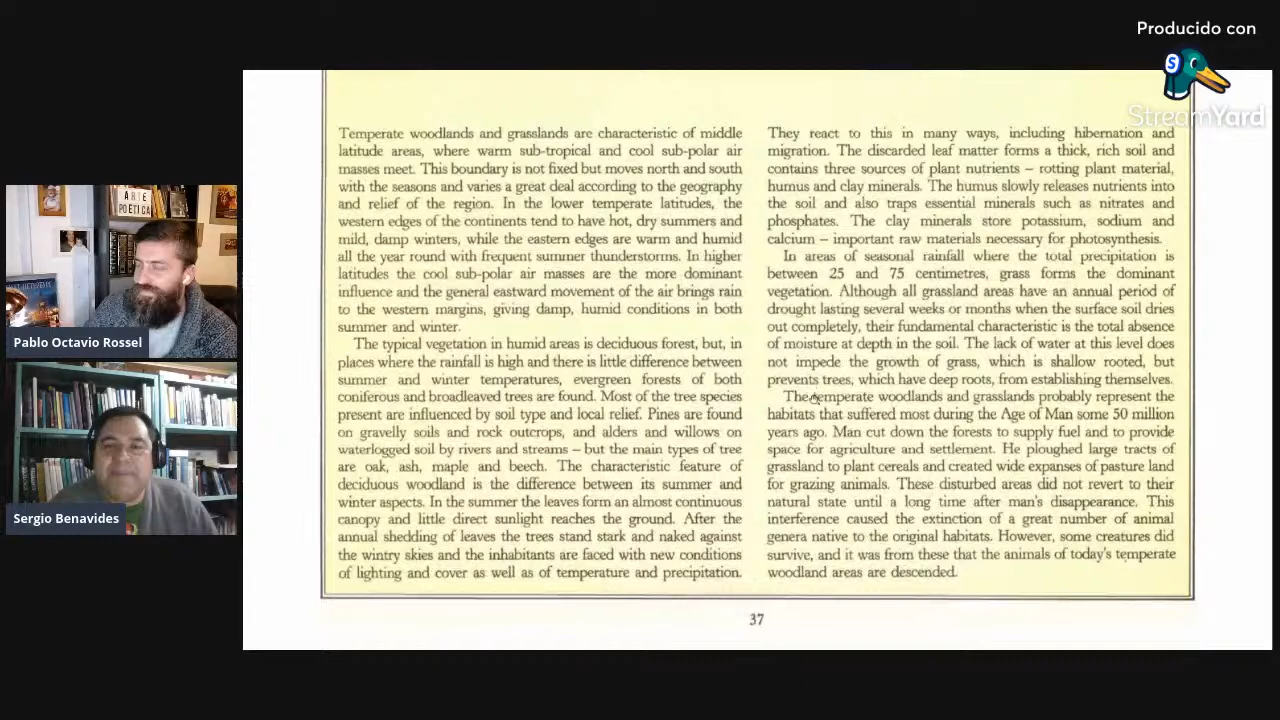 Producido con
StreamYard
ARTE
POÉTICA
Pablo Octavio Rossel
Sergio Benavides
Temperate woodlands and grasslands are characteristic of middle
latitude areas, where warm sub-tropical and cool sub-polar air
masses meet. This boundary is not fixed but moves north and south
with the seasons and varies a great deal according to the geography
and relief of the region. In the lower temperate latitudes, the
western edges of the continents tend to have hot, dry summers and
mild, damp winters, while the eastern edges are warm and humid
all the year round with frequent summer thunderstorms. In higher
latitudes the cool sub-polar air masses are the more dominant
influence and the general eastward movement of the air brings rain
to the western margins, giving damp, humid conditions in both
summer and winter.
The typical vegetation in humid areas is deciduous forest, but, in
places where the rainfall is high and there is little difference between
summer and winter temperatures, evergreen forests of both
coniferous and broadleaved trees are found. Most of the tree species
present are influenced by soil type and local relief. Pines are found
on gravelly soils and rock outcrops, and alders and willows on
waterlogged soil by rivers and streams – but the main types of tree
are oak, ash, maple and beech. The characteristic feature of
deciduous woodland is the difference between its summer and
winter aspects. In the summer the leaves form an almost continuous
canopy and little direct sunlight reaches the ground. After the
annual shedding of leaves the trees stand stark and naked against
the wintry skies and the inhabitants are faced with new conditions
of lighting and cover as well as of temperature and precipitation.
They react to this in many ways, including hibernation and
migration. The discarded leaf matter forms a thick, rich soil and
contains three sources of plant nutrients – rotting plant material,
humus and clay minerals. The humus slowly releases nutrients into
the soil and also traps essential minerals such as nitrates and
phosphates. The clay minerals store potassium, sodium and
calcium – important raw materials necessary for photosynthesis.
In areas of seasonal rainfall where the total precipitation is
between 25 and 75 centimetres, grass forms the dominant
vegetation. Although all grassland areas have an annual period of
drought lasting several weeks or months when the surface soil dries
out completely, their fundamental characteristic is the total absence
of moisture at depth in the soil. The lack of water at this level does
not impede the growth of grass, which is shallow rooted, but
prevents trees, which have deep roots, from establishing themselves.
The temperate woodlands and grasslands probably represent the
habitats that suffered most during the Age of Man some 50 million
years ago. Man cut down the forests to supply fuel and to provide
space for agriculture and settlement. He ploughed large tracts of
grassland to plant cereals and created wide expanses of pasture land
for grazing animals. These disturbed areas did not revert to their
natural state until a long time after man's disappearance. This
interference caused the extinction of a great number of animal
genera native to the original habitats. However, some creatures did
survive, and it was from these that the animals of today's temperate
woodland areas are descended.
37